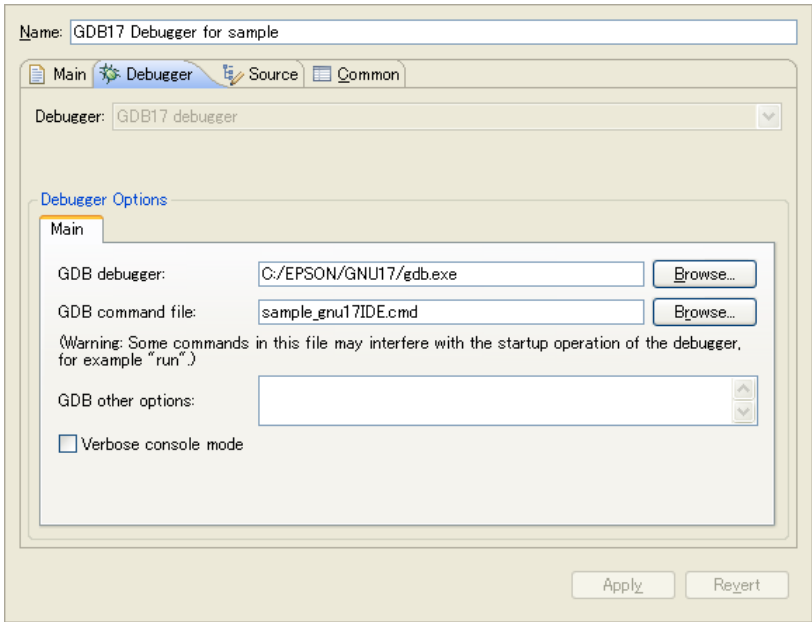 Name: GDB17 Debugger for sample
Main Debugger Source Common
Debugger: GDB17 debugger
Debugger Options
Main
GDB debugger: C:/EPSON/GNU17/gdb.exe Browse...
GDB command file: sample_gnu17IDE.cmd Browse...
(Warning: Some commands in this file may interfere with the startup operation of the debugger,
for example "run".)
GDB other options:
Verbose console mode
Apply Revert